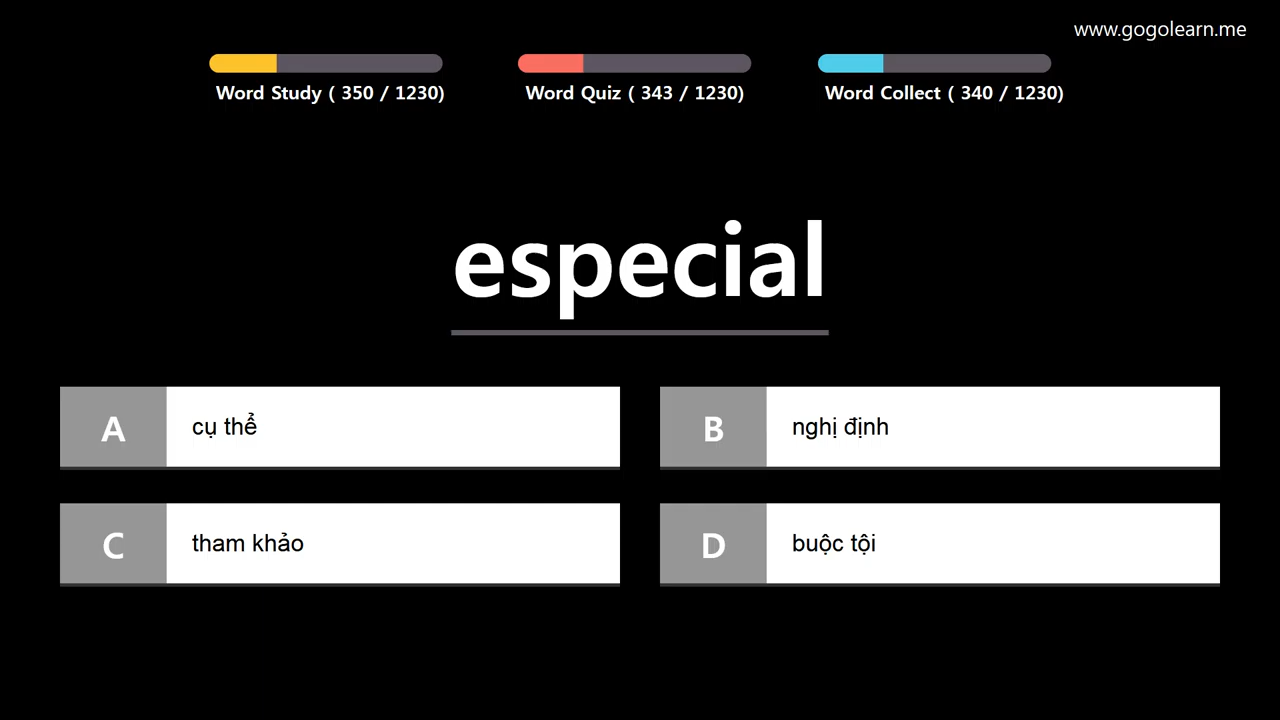 www.gogolearn.me
Word Study ( 350 / 1230)
Word Quiz ( 343 / 1230)
Word Collect ( 340 / 1230)
especial
A
cụ thể
B
nghị định
C
tham khảo
D
buộc tội